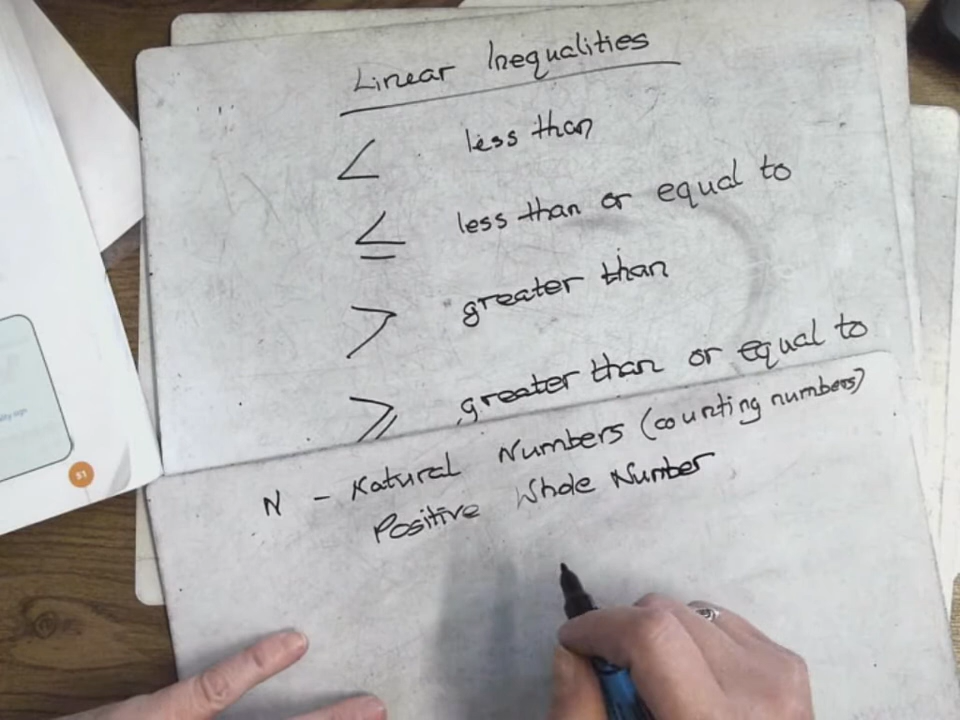 Linear Inequalities
< less than
≤ less than or equal to
> greater than
≥ greater than or equal to
N - Natural Numbers (counting numbers)
Positive Whole Number
51